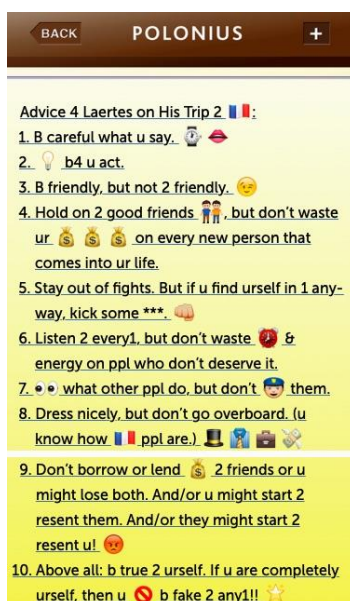 BACK POLONIUS +
Advice 4 Laertes on His Trip 2 🇫🇷:
1. B careful what u say. ⌚ 👄
2. 💡 b4 u act.
3. B friendly, but not 2 friendly. 😉
4. Hold on 2 good friends 👬, but don't waste
ur 💰 💰 💰 on every new person that
comes into ur life.
5. Stay out of fights. But if u find urself in 1 any-
way, kick some ***. 👊
6. Listen 2 every1, but don't waste ⏰ &
energy on ppl who don't deserve it.
7. 👀 what other ppl do, but don't 👮 them.
8. Dress nicely, but don't go overboard. (u
know how 🇫🇷 ppl are.) 🎩 👔 💼 💸
9. Don't borrow or lend 💰 2 friends or u
might lose both. And/or u might start 2
resent them. And/or they might start 2
resent u! 😡
10. Above all: b true 2 urself. If u are completely
urself, then u 🚫 b fake 2 any1!! 🌟